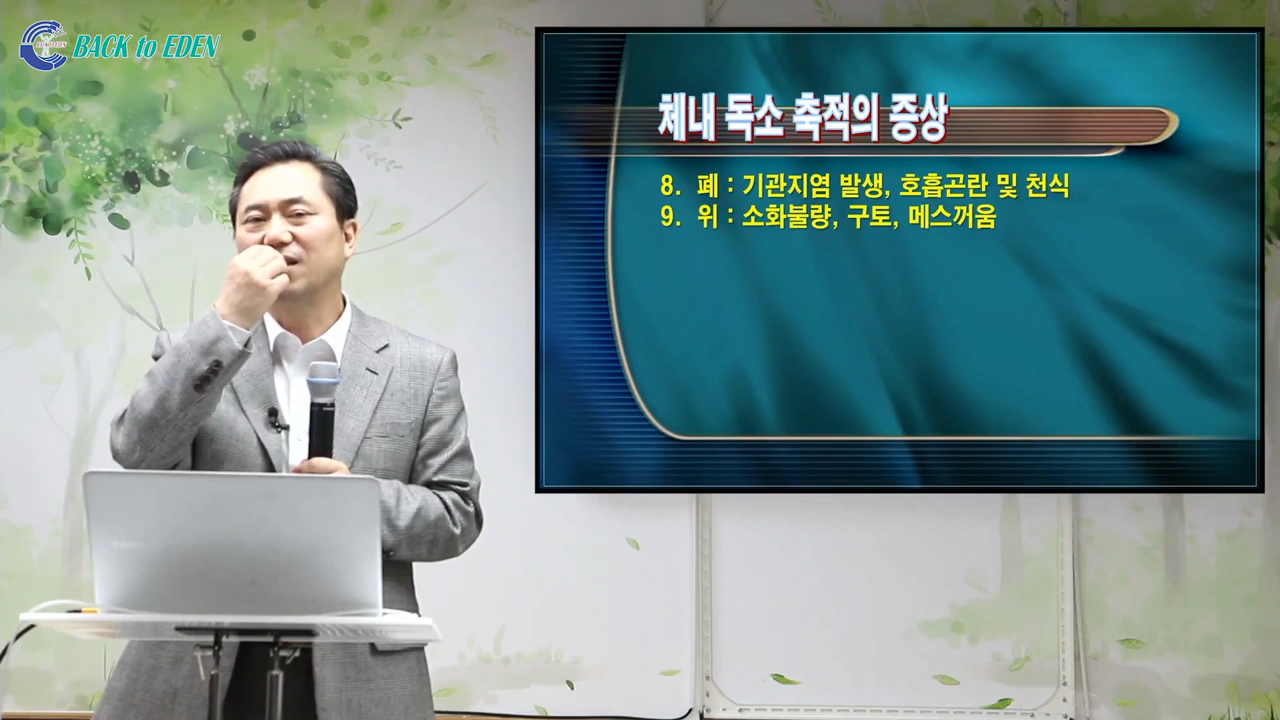 BACK to EDEN
체내 독소 축적의 증상
8. 폐 : 기관지염 발생, 호흡곤란 및 천식
9. 위 : 소화불량, 구토, 메스꺼움